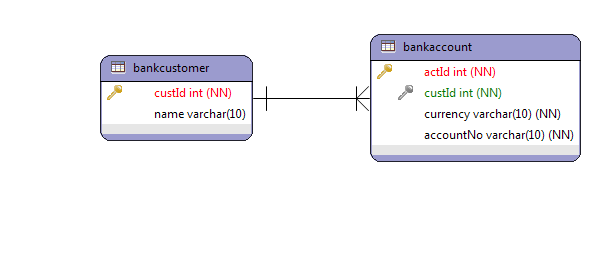 bankcustomer
custId int (NN)
name varchar(10)
bankaccount
actId int (NN)
custId int (NN)
currency varchar(10) (NN)
accountNo varchar(10) (NN)